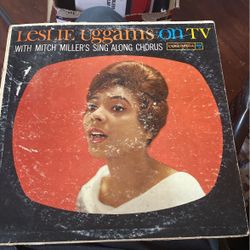 LESLIE UGGAMS on TV
WITH MITCH MILLER'S SING ALONG CHORUS COLUMBIA